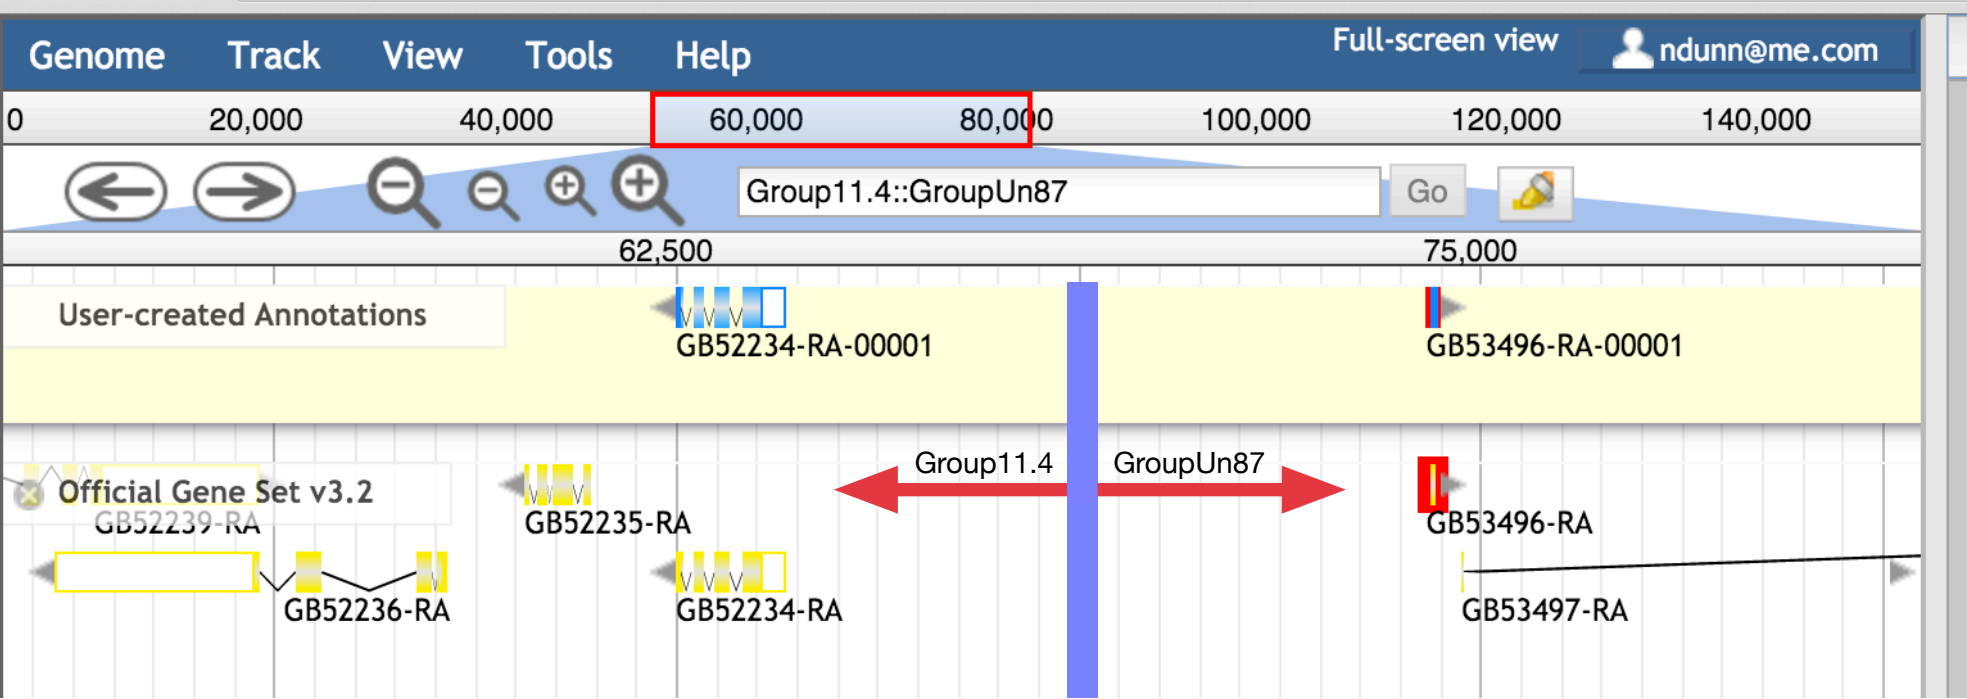 Genome Track View Tools Help Full-screen view ndunn@me.com
0 20,000 40,000 60,000 80,000 100,000 120,000 140,000
Group11.4::GroupUn87 Go
62,500 75,000
User-created Annotations
GB52234-RA-00001 GB53496-RA-00001
Group11.4 GroupUn87
Official Gene Set v3.2
GB52239-RA GB52235-RA GB53496-RA
GB52236-RA GB52234-RA GB53497-RA